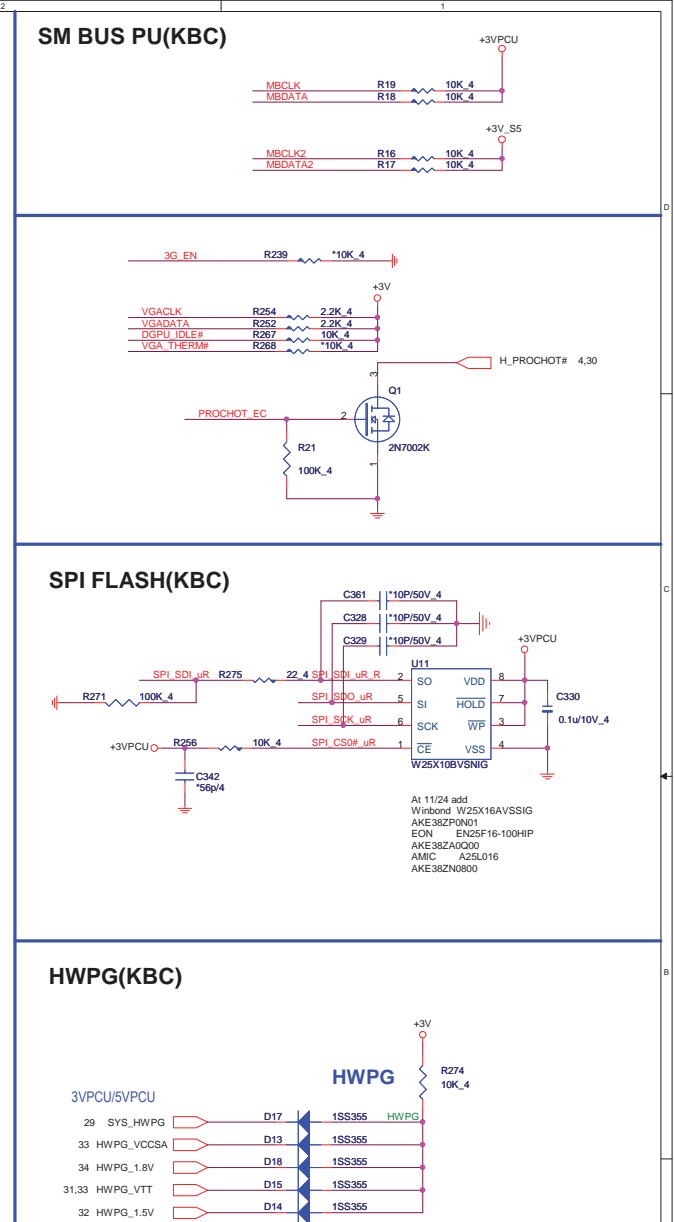 2 1
SM BUS PU(KBC)
+3VPCU
MBCLK R19 10K_4
MBDATA R18 10K_4
+3V_S5
MBCLK2 R16 10K_4
MBDATA2 R17 10K_4
D
3G_EN R239 *10K_4
+3V
VGACLK R254 2.2K_4
VGADATA R252 2.2K_4
DGPU_IDLE# R267 10K_4
VGA_THERM# R268 *10K_4
H_PROCHOT# 4,30
3
Q1
PROCHOT_EC 2
R21
2N7002K
100K_4
1
SPI FLASH(KBC)
C
C361 *10P/50V_4
C328 *10P/50V_4
C329 *10P/50V_4
+3VPCU
U11
SPI_SDI_uR R275 22_4 SPI_SDI_uR_R 2 SO VDD 8
R271 100K_4
SPI_SDO_uR 5 SI HOLD 7
C330
0.1u/10V_4
SPI_SCK_uR 6 SCK WP 3
+3VPCU R256 10K_4 SPI_CS0#_uR 1 CE VSS 4
W25X10BVSNIG
C342
*56p/4
At 11/24 add
Winbond W25X16AVSSIG
AKE38ZP0N01
EON EN25F16-100HIP
AKE38ZA0Q00
AMIC A25L016
AKE38ZN0800
HWPG(KBC)
B
+3V
R274
10K_4
HWPG
3VPCU/5VPCU
29 SYS_HWPG D17 1SS355 HWPG
33 HWPG_VCCSA D13 1SS355
34 HWPG_1.8V D18 1SS355
31,33 HWPG_VTT D15 1SS355
32 HWPG_1.5V D14 1SS355